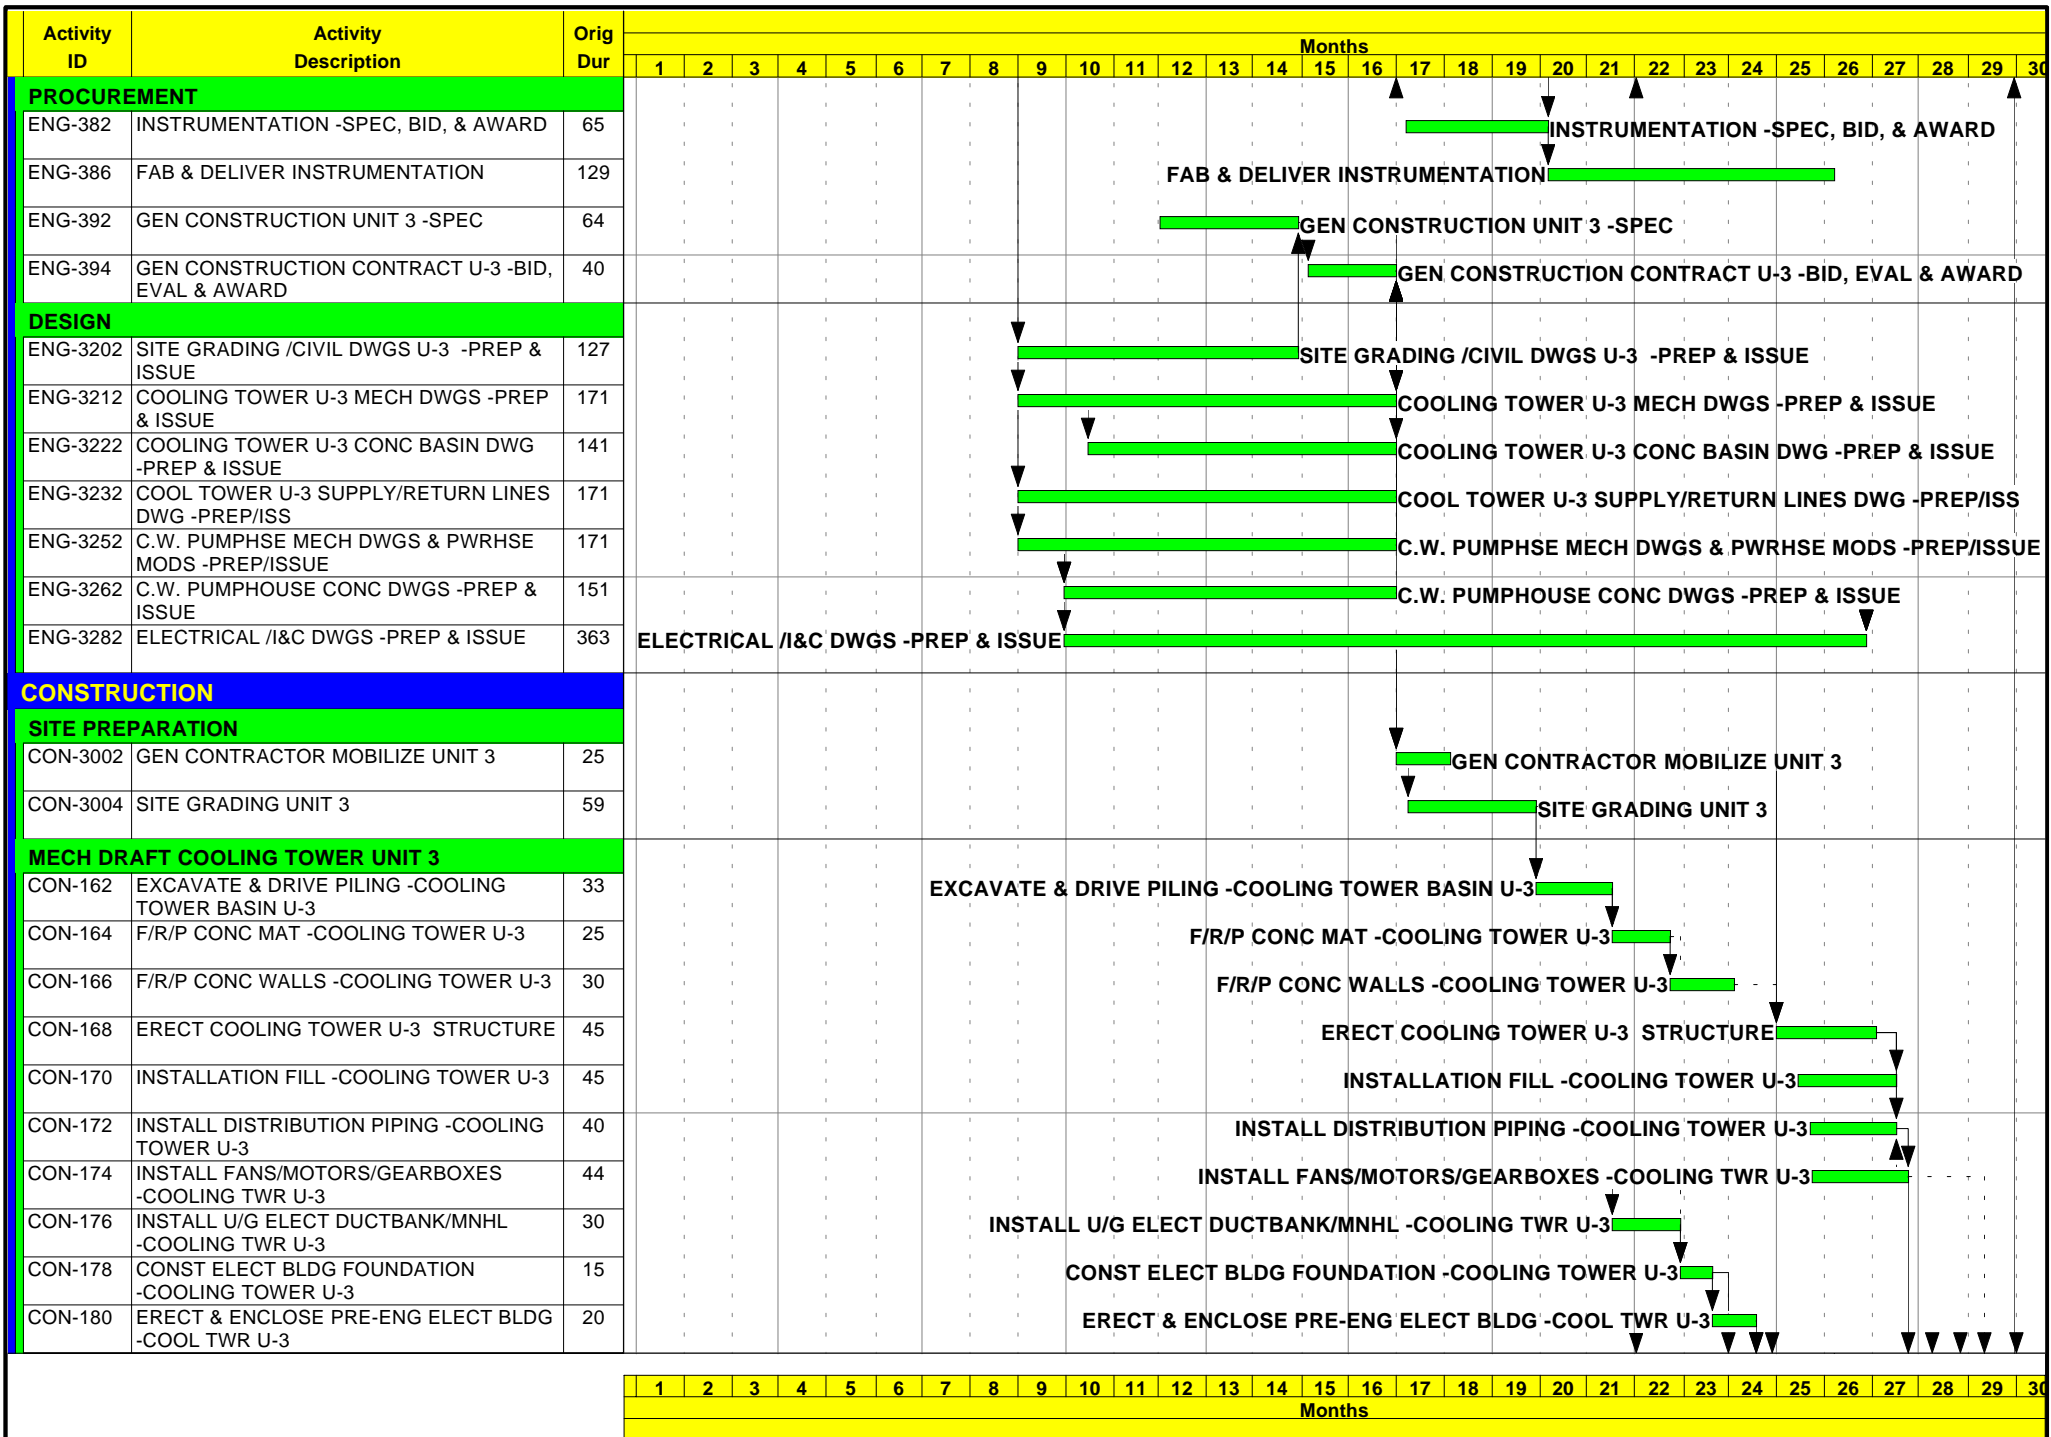 Activity Activity Orig
ID Description Dur
Months
1 2 3 4 5 6 7 8 9 10 11 12 13 14 15 16 17 18 19 20 21 22 23 24 25 26 27 28 29 30
PROCUREMENT
ENG-382 INSTRUMENTATION -SPEC, BID, & AWARD 65 INSTRUMENTATION -SPEC, BID, & AWARD
ENG-386 FAB & DELIVER INSTRUMENTATION 129 FAB & DELIVER INSTRUMENTATION
ENG-392 GEN CONSTRUCTION UNIT 3 -SPEC 64 GEN CONSTRUCTION UNIT 3 -SPEC
ENG-394 GEN CONSTRUCTION CONTRACT U-3 -BID, 40 GEN CONSTRUCTION CONTRACT U-3 -BID, EVAL & AWARD
EVAL & AWARD
DESIGN
ENG-3202 SITE GRADING /CIVIL DWGS U-3 -PREP & 127 SITE GRADING /CIVIL DWGS U-3 -PREP & ISSUE
ISSUE
ENG-3212 COOLING TOWER U-3 MECH DWGS -PREP 171 COOLING TOWER U-3 MECH DWGS -PREP & ISSUE
& ISSUE
ENG-3222 COOLING TOWER U-3 CONC BASIN DWG 141 COOLING TOWER U-3 CONC BASIN DWG -PREP & ISSUE
-PREP & ISSUE
ENG-3232 COOL TOWER U-3 SUPPLY/RETURN LINES 171 COOL TOWER U-3 SUPPLY/RETURN LINES DWG -PREP/ISS
DWG -PREP/ISS
ENG-3252 C.W. PUMPHSE MECH DWGS & PWRHSE 171 C.W. PUMPHSE MECH DWGS & PWRHSE MODS -PREP/ISSUE
MODS -PREP/ISSUE
ENG-3262 C.W. PUMPHOUSE CONC DWGS -PREP & 151 C.W. PUMPHOUSE CONC DWGS -PREP & ISSUE
ISSUE
ENG-3282 ELECTRICAL /I&C DWGS -PREP & ISSUE 363 ELECTRICAL /I&C DWGS -PREP & ISSUE
CONSTRUCTION
SITE PREPARATION
CON-3002 GEN CONTRACTOR MOBILIZE UNIT 3 25 GEN CONTRACTOR MOBILIZE UNIT 3
CON-3004 SITE GRADING UNIT 3 59 SITE GRADING UNIT 3
MECH DRAFT COOLING TOWER UNIT 3
CON-162 EXCAVATE & DRIVE PILING -COOLING 33 EXCAVATE & DRIVE PILING -COOLING TOWER BASIN U-3
TOWER BASIN U-3
CON-164 F/R/P CONC MAT -COOLING TOWER U-3 25 F/R/P CONC MAT -COOLING TOWER U-3
CON-166 F/R/P CONC WALLS -COOLING TOWER U-3 30 F/R/P CONC WALLS -COOLING TOWER U-3
CON-168 ERECT COOLING TOWER U-3 STRUCTURE 45 ERECT COOLING TOWER U-3 STRUCTURE
CON-170 INSTALLATION FILL -COOLING TOWER U-3 45 INSTALLATION FILL -COOLING TOWER U-3
CON-172 INSTALL DISTRIBUTION PIPING -COOLING 40 INSTALL DISTRIBUTION PIPING -COOLING TOWER U-3
TOWER U-3
CON-174 INSTALL FANS/MOTORS/GEARBOXES 44 INSTALL FANS/MOTORS/GEARBOXES -COOLING TWR U-3
-COOLING TWR U-3
CON-176 INSTALL U/G ELECT DUCTBANK/MNHL 30 INSTALL U/G ELECT DUCTBANK/MNHL -COOLING TWR U-3
-COOLING TWR U-3
CON-178 CONST ELECT BLDG FOUNDATION 15 CONST ELECT BLDG FOUNDATION -COOLING TOWER U-3
-COOLING TOWER U-3
CON-180 ERECT & ENCLOSE PRE-ENG ELECT BLDG 20 ERECT & ENCLOSE PRE-ENG ELECT BLDG -COOL TWR U-3
-COOL TWR U-3
1 2 3 4 5 6 7 8 9 10 11 12 13 14 15 16 17 18 19 20 21 22 23 24 25 26 27 28 29 30
Months